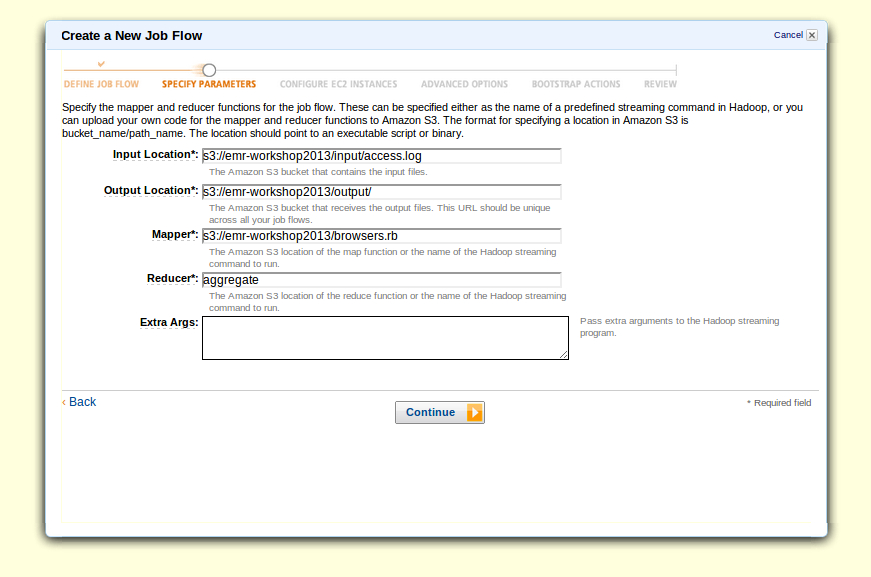 Create a New Job Flow
Cancel
DEFINE JOB FLOW SPECIFY PARAMETERS CONFIGURE EC2 INSTANCES ADVANCED OPTIONS BOOTSTRAP ACTIONS REVIEW
Specify the mapper and reducer functions for the job flow. These can be specified either as the name of a predefined streaming command in Hadoop, or you
can upload your own code for the mapper and reducer functions to Amazon S3. The format for specifying a location in Amazon S3 is
bucket_name/path_name. The location should point to an executable script or binary.
Input Location*: s3://emr-workshop2013/input/access.log
The Amazon S3 bucket that contains the input files.
Output Location*: s3://emr-workshop2013/output/
The Amazon S3 bucket that receives the output files. This URL should be unique
across all your job flows.
Mapper*: s3://emr-workshop2013/browsers.rb
The Amazon S3 location of the map function or the name of the Hadoop streaming
command to run.
Reducer*: aggregate
The Amazon S3 location of the reduce function or the name of the Hadoop streaming
command to run.
Extra Args:
Pass extra arguments to the Hadoop streaming
program.
‹ Back
Continue
* Required field